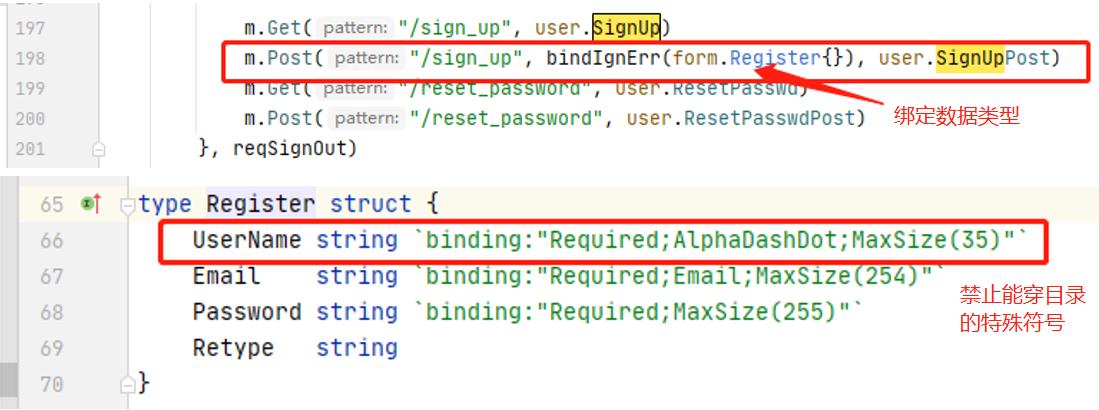 197 m.Get( pattern: "/sign_up", user.SignUp)
198 m.Post( pattern: "/sign_up", bindIgnErr(form.Register{}), user.SignUpPost)
199 m.Get( pattern: "/reset_password", user.ResetPasswd)
200 m.Post( pattern: "/reset_password", user.ResetPasswdPost)
绑定数据类型
201 }, reqSignOut)
65 type Register struct {
66 UserName string `binding:"Required;AlphaDashDot;MaxSize(35)"`
67 Email string `binding:"Required;Email;MaxSize(254)"`
68 Password string `binding:"Required;MaxSize(255)"`
禁止能穿目录
的特殊符号
69 Retype string
70 }